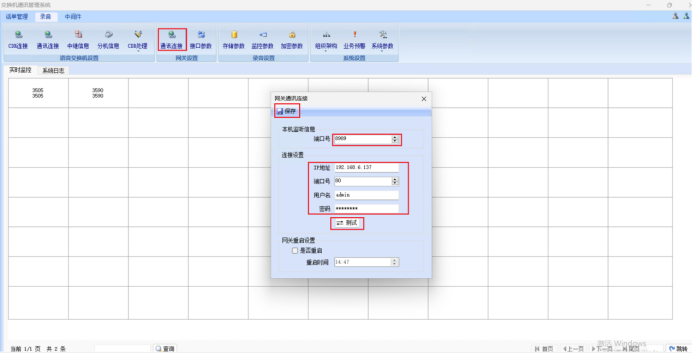 交换机通讯管理系统
话单管理 录音 中间件
CDR连接 通讯连接 中继信息 分机信息 CDR处理 通讯连接 接口参数 存储参数 监控参数 加密参数 组织架构 业务预警 系统参数
语音交换机设置 网关设置 录音设置 系统设置
实时监控 系统日志
3505 3590
3505 3590
网关通讯连接
保存
本机监听信息
端口号
连接设置
IP地址 192.168.6.137
端口号 80
用户名 admin
密码 ********
测试
网关重启设置
是否重启
重启时间 14:47
当前 1/1 页 共 2 条 查询 首页 上一页 下一页 尾页 跳转
激活 Windows